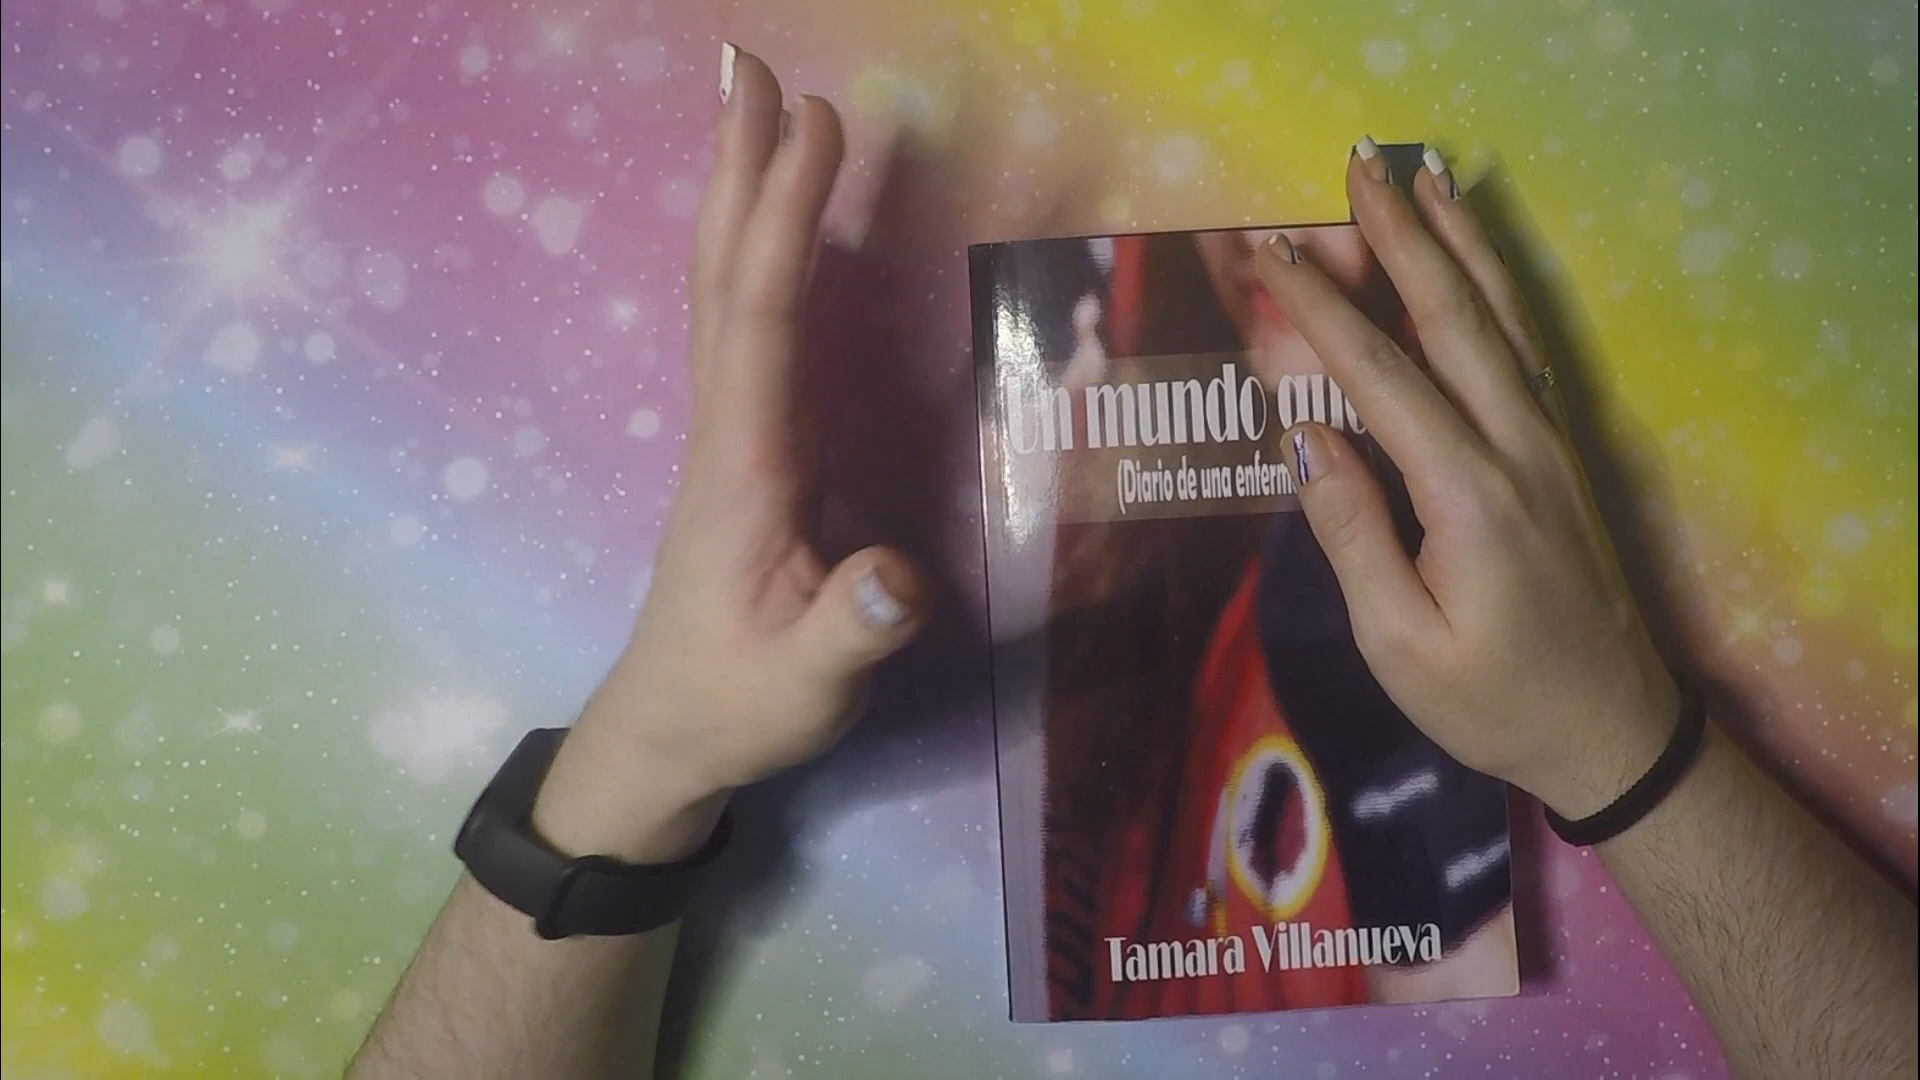 Un mundo que
(Diario de una enferm
Tamara Villanueva